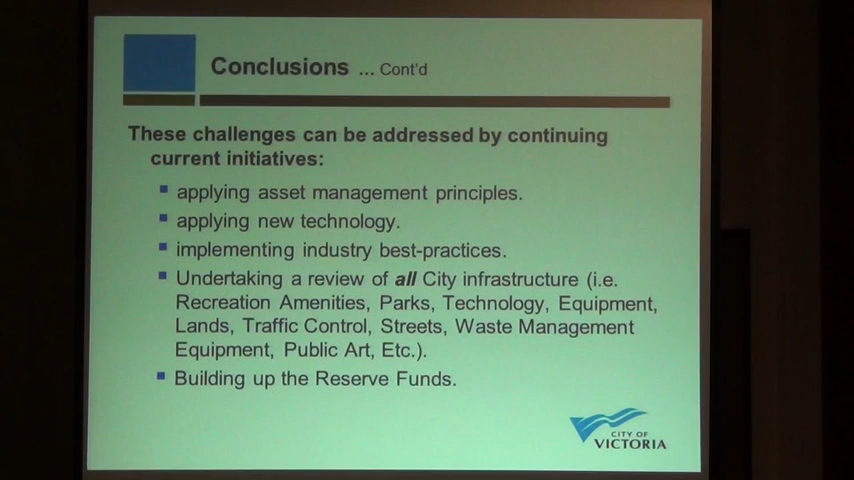 Conclusions ... Cont'd
These challenges can be addressed by continuing
current initiatives:
applying asset management principles.
applying new technology.
implementing industry best-practices.
Undertaking a review of all City infrastructure (i.e.
Recreation Amenities, Parks, Technology, Equipment,
Lands, Traffic Control, Streets, Waste Management
Equipment, Public Art, Etc.).
Building up the Reserve Funds.
CITY OF
VICTORIA